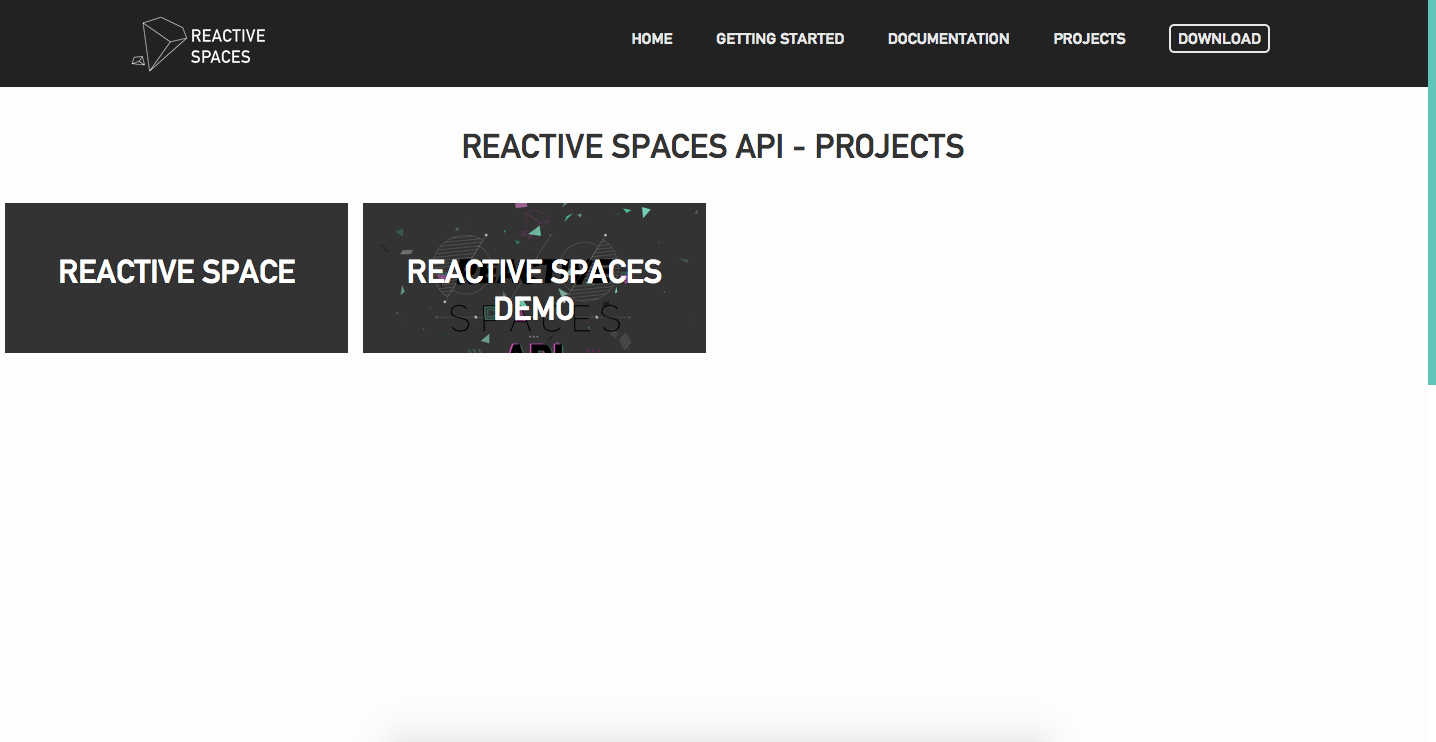 REACTIVE
SPACES
HOME
GETTING STARTED
DOCUMENTATION
PROJECTS
DOWNLOAD
REACTIVE SPACES API - PROJECTS
REACTIVE SPACE
REACTIVE SPACES
DEMO
SPACES
API